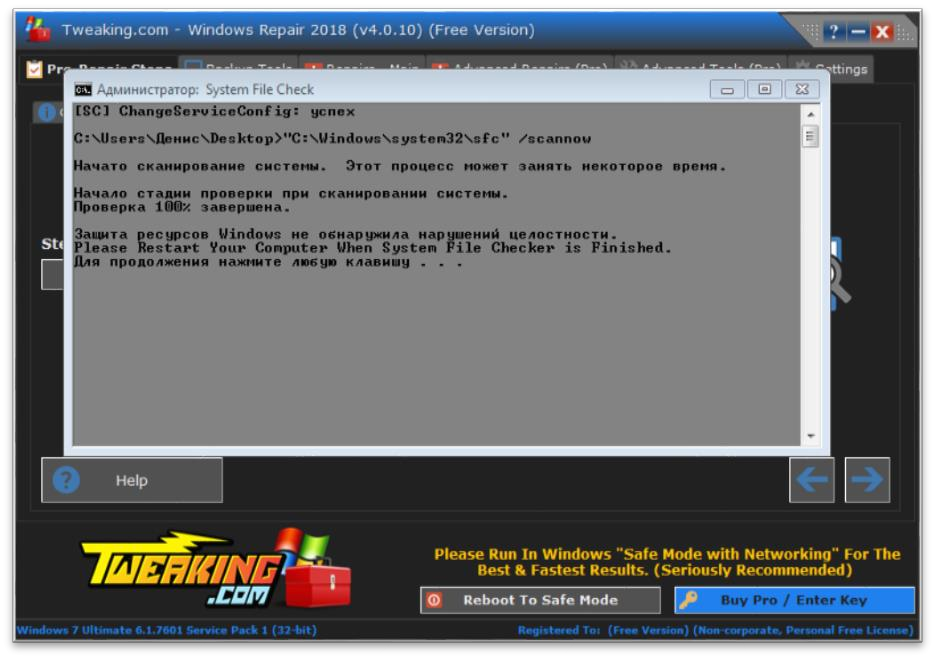 Tweaking.com - Windows Repair 2018 (v4.0.10) (Free Version)
?
Settings
Администратор: System File Check
[SC] ChangeServiceConfig: успех
C:\Users\Денис\Desktop>"C:\Windows\system32\sfc" /scannow
Начато сканирование системы. Этот процесс может занять некоторое время.
Начало стадии проверки при сканировании системы.
Проверка 100% завершена.
Защита ресурсов Windows не обнаружила нарушений целостности.
Please Restart Your Computer When System File Checker is Finished.
Для продолжения нажмите любую клавишу . . .
Help
TWEAKING
.COM
Please Run In Windows "Safe Mode with Networking" For The
Best & Fastest Results. (Seriously Recommended)
Reboot To Safe Mode
Buy Pro / Enter Key
Windows 7 Ultimate 6.1.7601 Service Pack 1 (32-bit)
Registered To: (Free Version) (Non-corporate, Personal Free License)